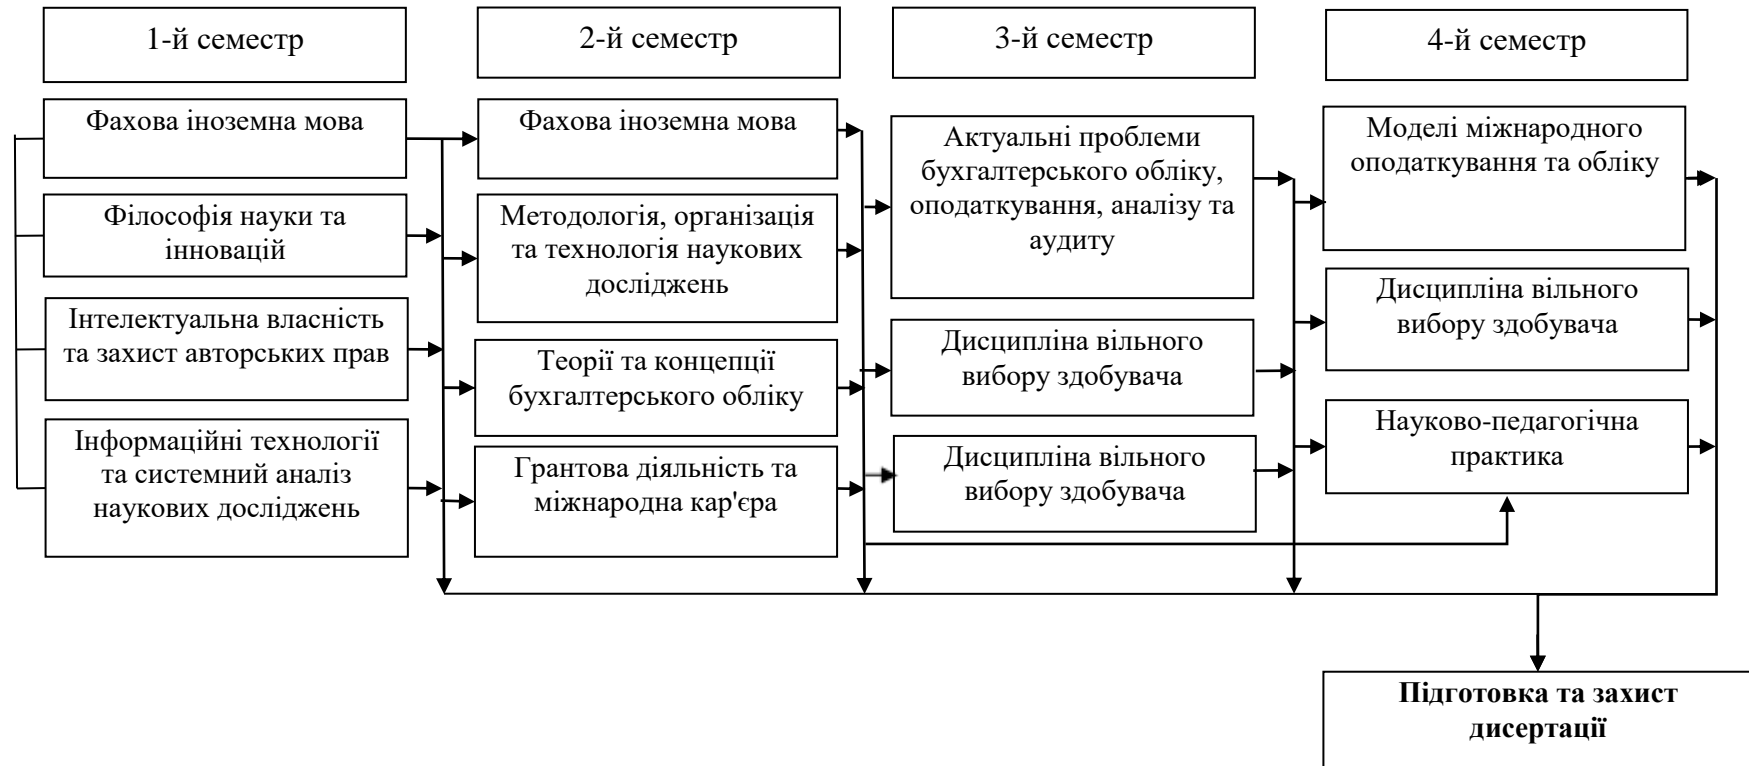 1-й семестр
2-й семестр
3-й семестр
4-й семестр
Фахова іноземна мова
Філософія науки та
інновацій
Інтелектуальна власність
та захист авторських прав
Інформаційні технології
та системний аналіз
наукових досліджень
Фахова іноземна мова
Методологія, організація
та технологія наукових
досліджень
Теорії та концепції
бухгалтерського обліку
Грантова діяльність та
міжнародна кар'єра
Актуальні проблеми
бухгалтерського обліку,
оподаткування, аналізу та
аудиту
Дисципліна вільного
вибору здобувача
Дисципліна вільного
вибору здобувача
Моделі міжнародного
оподаткування та обліку
Дисципліна вільного
вибору здобувача
Науково-педагогічна
практика
Підготовка та захист
дисертації